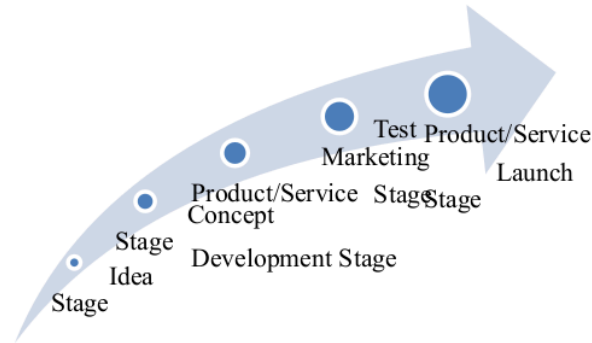 Test
Product/Service
Marketing
Launch
Product/Service
Stage
Stage
Concept
Stage
Development Stage
Idea
Stage